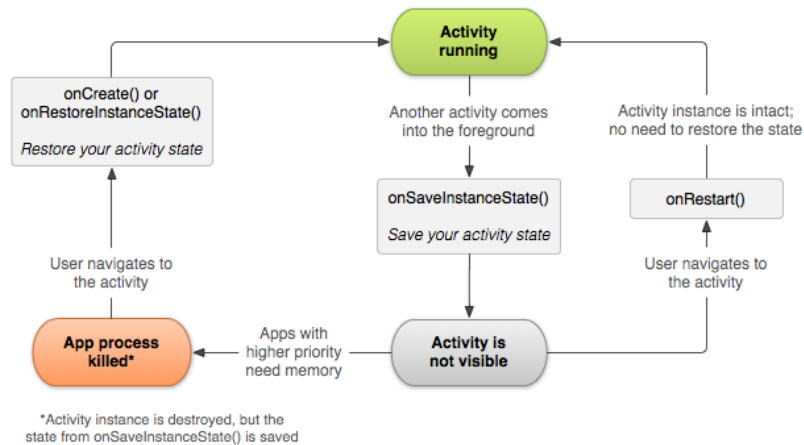 Activity
running
onCreate() or
onRestoreInstanceState()
Restore your activity state
Another activity comes
into the foreground
Activity instance is intact;
no need to restore the state
onSaveInstanceState()
Save your activity state
onRestart()
User navigates to
the activity
User navigates to
the activity
App process
killed*
Apps with
higher priority
need memory
Activity is
not visible
*Activity instance is destroyed, but the
state from onSaveInstanceState() is saved